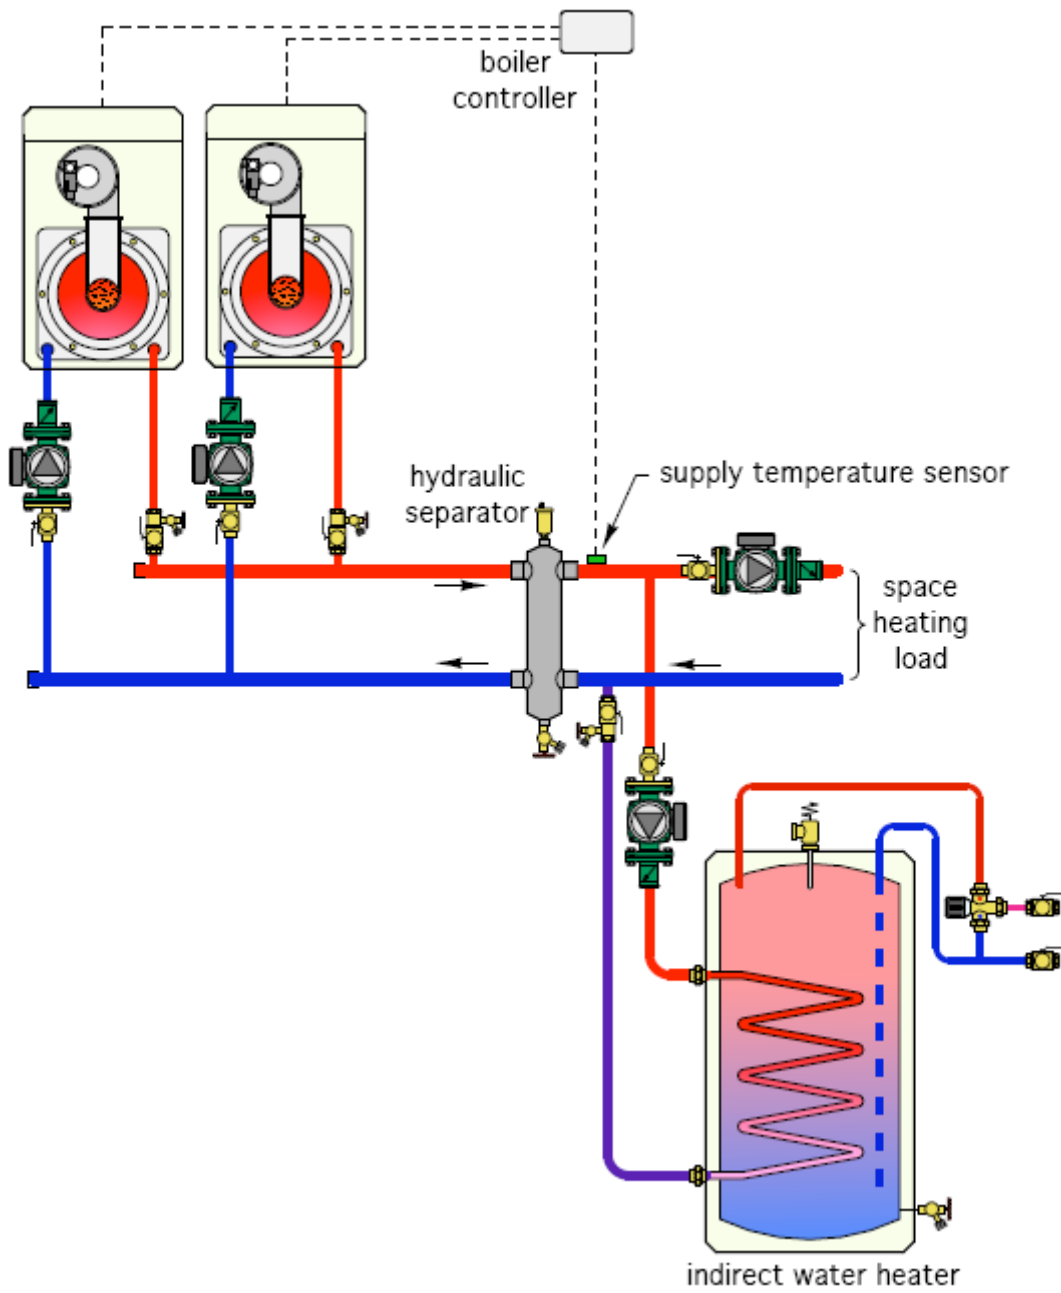 boiler
controller
hydraulic
separator
supply temperature sensor
space
heating
load
indirect water heater